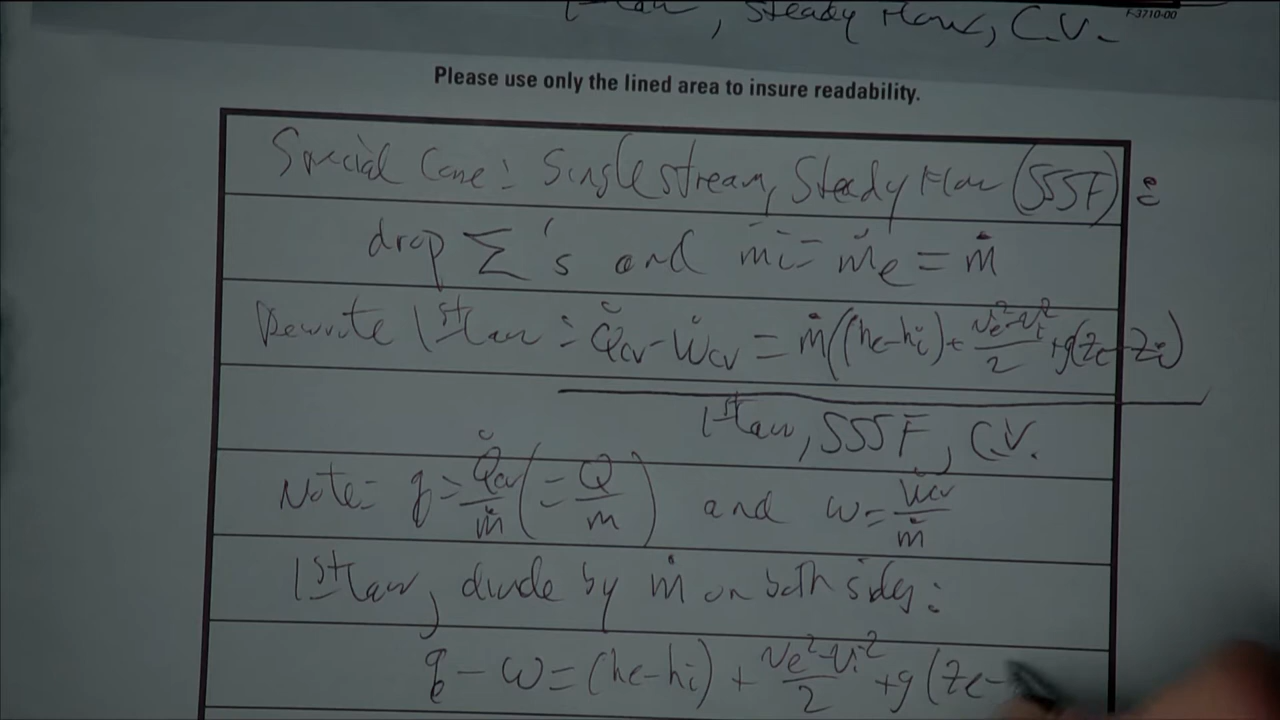 1st Law, Steady Flow, C.V.
F-3710-00
Please use only the lined area to insure readability.
Special Case: Single stream, Steady Flow (SSSF):
drop Σ's and ṁi = ṁe = ṁ
Rewrite 1st Law: Q̇cv - Ẇcv = ṁ((he-hi) + (Ve²-Vi²)/2 + g(Ze-Zi))
1st Law, SSSF, C.V.
Note: q = Q̇cv/ṁ (= Q/m) and w = Ẇcv/ṁ
1st Law, divide by ṁ on both sides:
q - w = (he-hi) + (Ve²-Vi²)/2 + g(Ze-